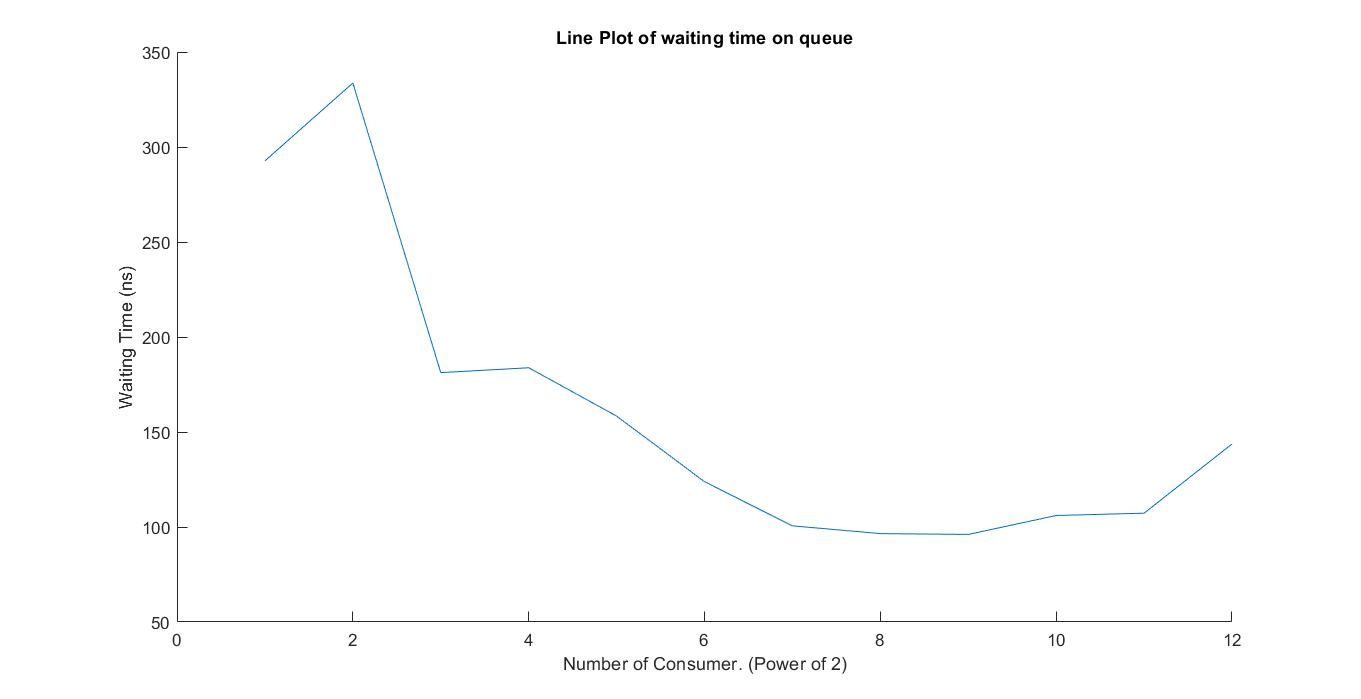 Line Plot of waiting time on queue
350
300
250
200
150
100
50
Waiting Time (ns)
0 2 4 6 8 10 12
Number of Consumer. (Power of 2)